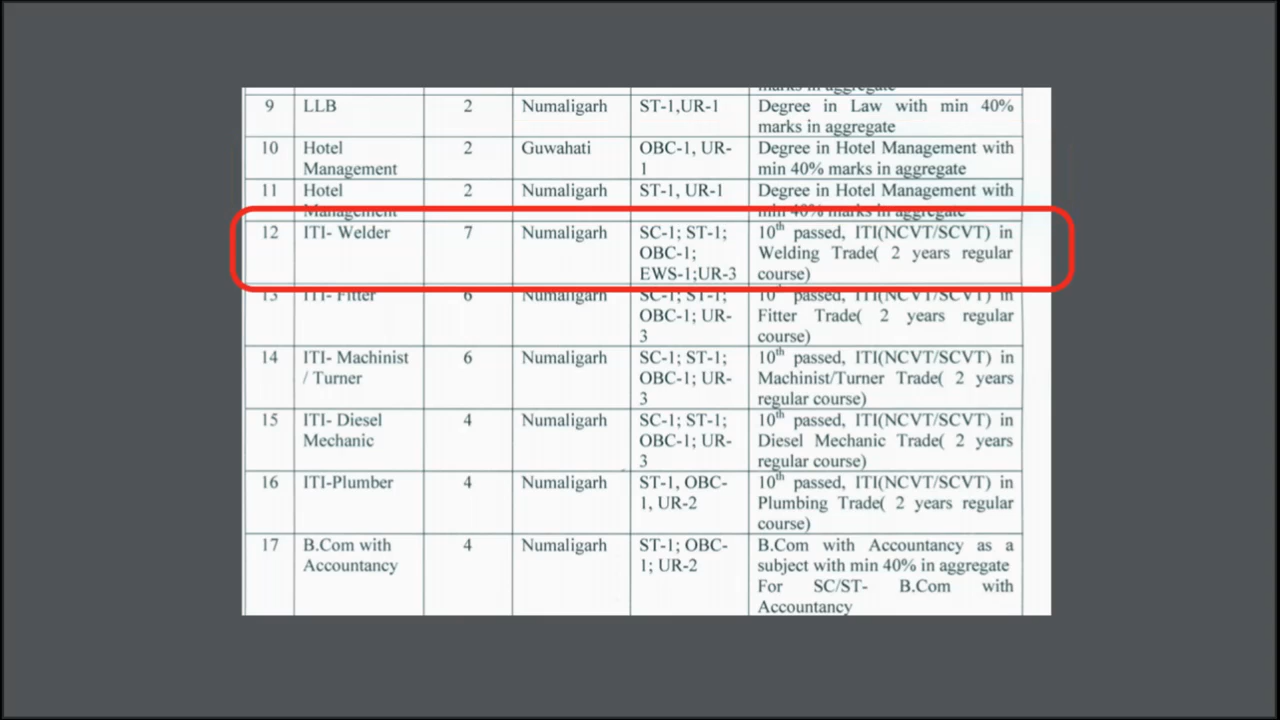 marks in aggregate
9 LLB 2 Numaligarh ST-1,UR-1 Degree in Law with min 40%
marks in aggregate
10 Hotel 2 Guwahati OBC-1, UR- Degree in Hotel Management with
Management 1 min 40% marks in aggregate
11 Hotel 2 Numaligarh ST-1, UR-1 Degree in Hotel Management with
Management min 40% marks in aggregate
12 ITI- Welder 7 Numaligarh SC-1; ST-1; 10th passed, ITI(NCVT/SCVT) in
OBC-1; Welding Trade( 2 years regular
EWS-1;UR-3 course)
13 ITI- Fitter 6 Numaligarh SC-1; ST-1; 10th passed, ITI(NCVT/SCVT) in
OBC-1; UR- Fitter Trade( 2 years regular
3 course)
14 ITI- Machinist 6 Numaligarh SC-1; ST-1; 10th passed, ITI(NCVT/SCVT) in
/ Turner OBC-1; UR- Machinist/Turner Trade( 2 years
3 regular course)
15 ITI- Diesel 4 Numaligarh SC-1; ST-1; 10th passed, ITI(NCVT/SCVT) in
Mechanic OBC-1; UR- Diesel Mechanic Trade( 2 years
3 regular course)
16 ITI-Plumber 4 Numaligarh ST-1, OBC- 10th passed, ITI(NCVT/SCVT) in
1, UR-2 Plumbing Trade( 2 years regular
course)
17 B.Com with 4 Numaligarh ST-1; OBC- B.Com with Accountancy as a
Accountancy 1; UR-2 subject with min 40% in aggregate
For SC/ST- B.Com with
Accountancy